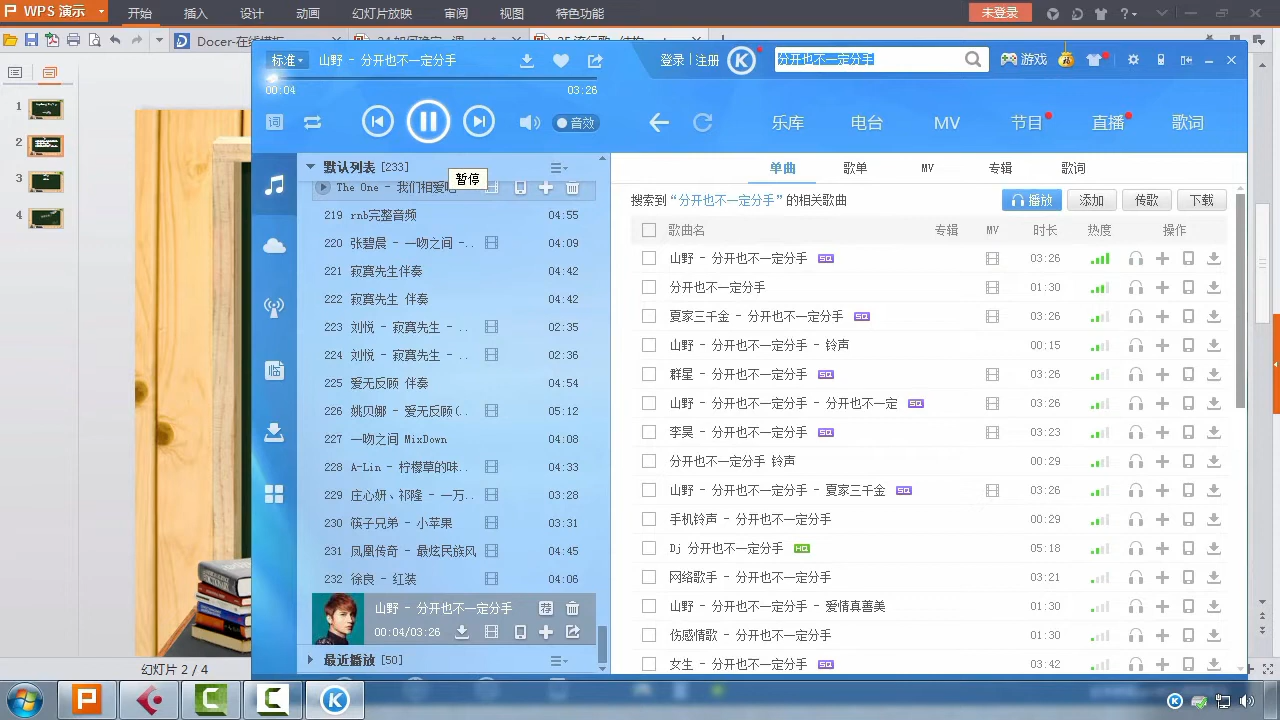 WPS 演示
开始
插入
设计
动画
幻灯片放映
审阅
视图
特色功能
未登录
Docer-在线模板
标准
山野 - 分开也不一定分手
登录
注册
分开也不一定分手
游戏
00:04
03:26
词
音效
乐库
电台
MV
节目
直播
歌词
默认列表 [233]
暂停
The One - 我们相爱吧
219 rnb完整音频 04:55
220 张碧晨 - 一吻之间 -.. 04:09
221 寂寞先生伴奏 04:42
222 寂寞先生 伴奏 04:42
223 刘悦 - 寂寞先生 - .. 02:35
224 刘悦 - 寂寞先生 - .. 02:36
225 爱无反顾 伴奏 04:54
226 姚贝娜 - 爱无反顾 05:12
227 一吻之间 MixDown 04:08
228 A-Lin - 柠檬草的味. 04:33
229 庄心妍、祁隆 - 一万 03:28
230 筷子兄弟 - 小苹果 03:31
231 凤凰传奇 - 最炫民族风 04:45
232 徐良 - 红装 04:06
山野 - 分开也不一定分手
00:04/03:26
最近播放 [50]
单曲
歌单
MV
专辑
歌词
搜索到“分开也不一定分手”的相关歌曲
播放
添加
传歌
下载
歌曲名 专辑 MV 时长 热度 操作
山野 - 分开也不一定分手 SQ 03:26
分开也不一定分手 01:30
夏家三千金 - 分开也不一定分手 SQ 03:26
山野 - 分开也不一定分手 - 铃声 00:15
群星 - 分开也不一定分手 SQ 03:26
山野 - 分开也不一定分手 - 分开也不一定 SQ 03:26
李昊 - 分开也不一定分手 SQ 03:23
分开也不一定分手 铃声 00:29
山野 - 分开也不一定分手 - 夏家三千金 SQ 03:26
手机铃声 - 分开也不一定分手 00:29
Dj 分开也不一定分手 HQ 05:18
网络歌手 - 分开也不一定分手 03:21
山野 - 分开也不一定分手 - 爱情真善美 01:30
伤感情歌 - 分开也不一定分手 01:30
女生 - 分开也不一定分手 SQ 02:42
1
2
3
4
幻灯片 2 / 4